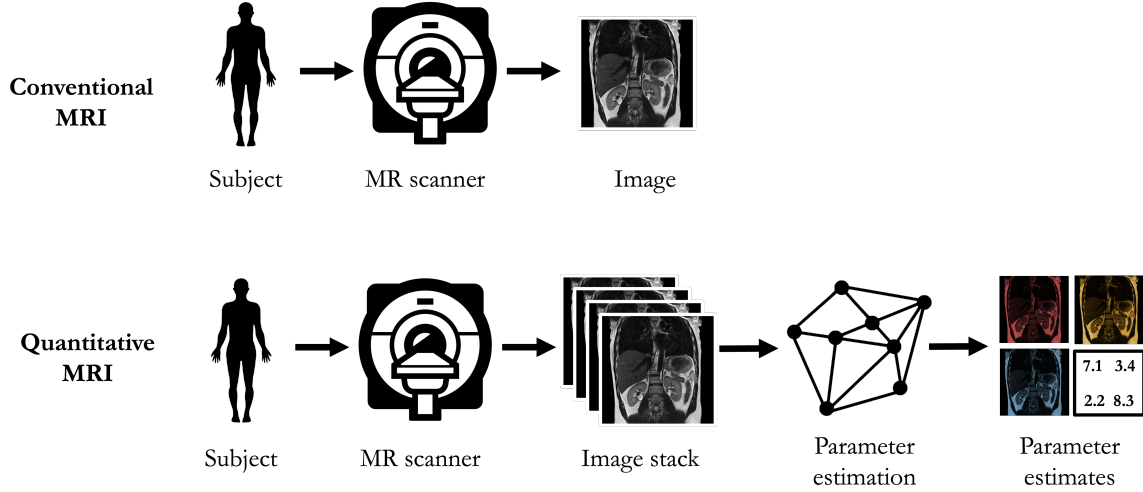 Conventional
MRI
Subject
MR scanner
Image
Quantitative
MRI
7.1 3.4
2.2 8.3
Subject
MR scanner
Image stack
Parameter
estimation
Parameter
estimates